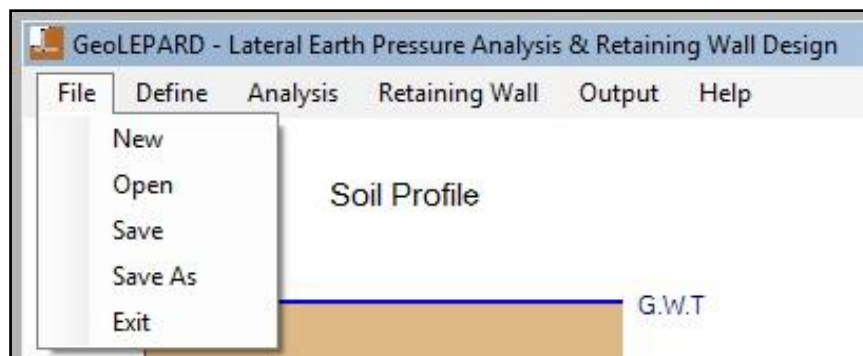 GeoLEPARD - Lateral Earth Pressure Analysis & Retaining Wall Design
File Define Analysis Retaining Wall Output Help
New
Open
Save
Save As
Exit
Soil Profile
G.W.T